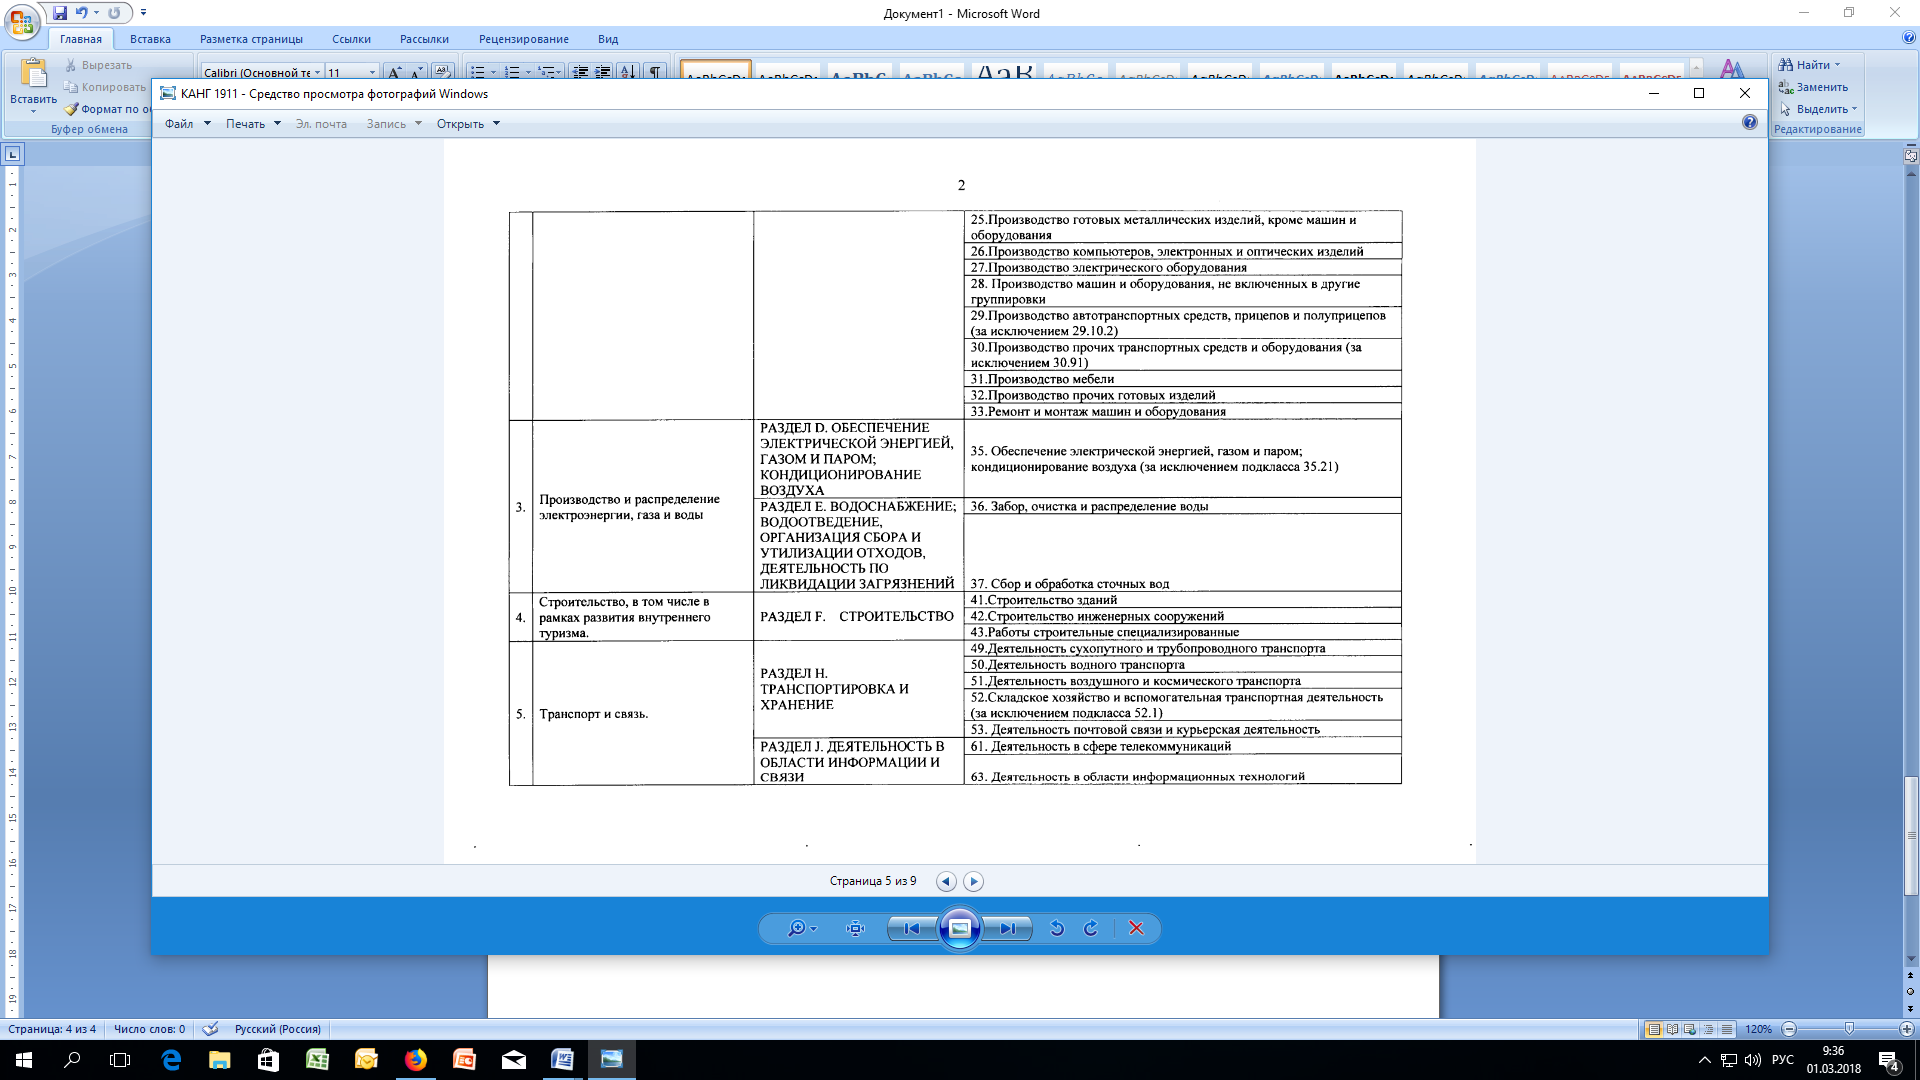 Документ1 - Microsoft Word
Главная
Вставка
Разметка страницы
Ссылки
Рассылки
Рецензирование
Вид
Вставить
Вырезать
Копировать
Формат по об
Буфер обмена
Calibri (Основной те
11
Найти
Заменить
Выделить
Редактирование
КАНГ 1911 - Средство просмотра фотографий Windows
Файл
Печать
Эл. почта
Запись
Открыть
2
25.Производство готовых металлических изделий, кроме машин и
оборудования
26.Производство компьютеров, электронных и оптических изделий
27.Производство электрического оборудования
28. Производство машин и оборудования, не включенных в другие
группировки
29.Производство автотранспортных средств, прицепов и полуприцепов
(за исключением 29.10.2)
30.Производство прочих транспортных средств и оборудования (за
исключением 30.91)
31.Производство мебели
32.Производство прочих готовых изделий
33.Ремонт и монтаж машин и оборудования
3.
Производство и распределение
электроэнергии, газа и воды
РАЗДЕЛ D. ОБЕСПЕЧЕНИЕ
ЭЛЕКТРИЧЕСКОЙ ЭНЕРГИЕЙ,
ГАЗОМ И ПАРОМ;
КОНДИЦИОНИРОВАНИЕ
ВОЗДУХА
35. Обеспечение электрической энергией, газом и паром;
кондиционирование воздуха (за исключением подкласса 35.21)
РАЗДЕЛ Е. ВОДОСНАБЖЕНИЕ;
ВОДООТВЕДЕНИЕ,
ОРГАНИЗАЦИЯ СБОРА И
УТИЛИЗАЦИИ ОТХОДОВ,
ДЕЯТЕЛЬНОСТЬ ПО
ЛИКВИДАЦИИ ЗАГРЯЗНЕНИЙ
36. Забор, очистка и распределение воды
37. Сбор и обработка сточных вод
4.
Строительство, в том числе в
рамках развития внутреннего
туризма.
РАЗДЕЛ F. СТРОИТЕЛЬСТВО
41.Строительство зданий
42.Строительство инженерных сооружений
43.Работы строительные специализированные
5.
Транспорт и связь.
РАЗДЕЛ Н.
ТРАНСПОРТИРОВКА И
ХРАНЕНИЕ
49.Деятельность сухопутного и трубопроводного транспорта
50.Деятельность водного транспорта
51.Деятельность воздушного и космического транспорта
52.Складское хозяйство и вспомогательная транспортная деятельность
(за исключением подкласса 52.1)
53. Деятельность почтовой связи и курьерская деятельность
РАЗДЕЛ J. ДЕЯТЕЛЬНОСТЬ В
ОБЛАСТИ ИНФОРМАЦИИ И
СВЯЗИ
61. Деятельность в сфере телекоммуникаций
63. Деятельность в области информационных технологий
Страница 5 из 9
Страница: 4 из 4
Число слов: 0
Русский (Россия)
120%
РУС
9:36
01.03.2018
4